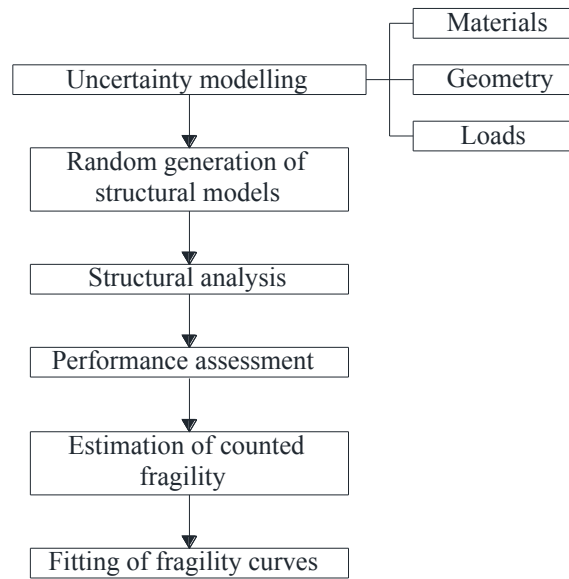 Materials
Uncertainty modelling
Geometry
Loads
Random generation of
structural models
Structural analysis
Performance assessment
Estimation of counted
fragility
Fitting of fragility curves